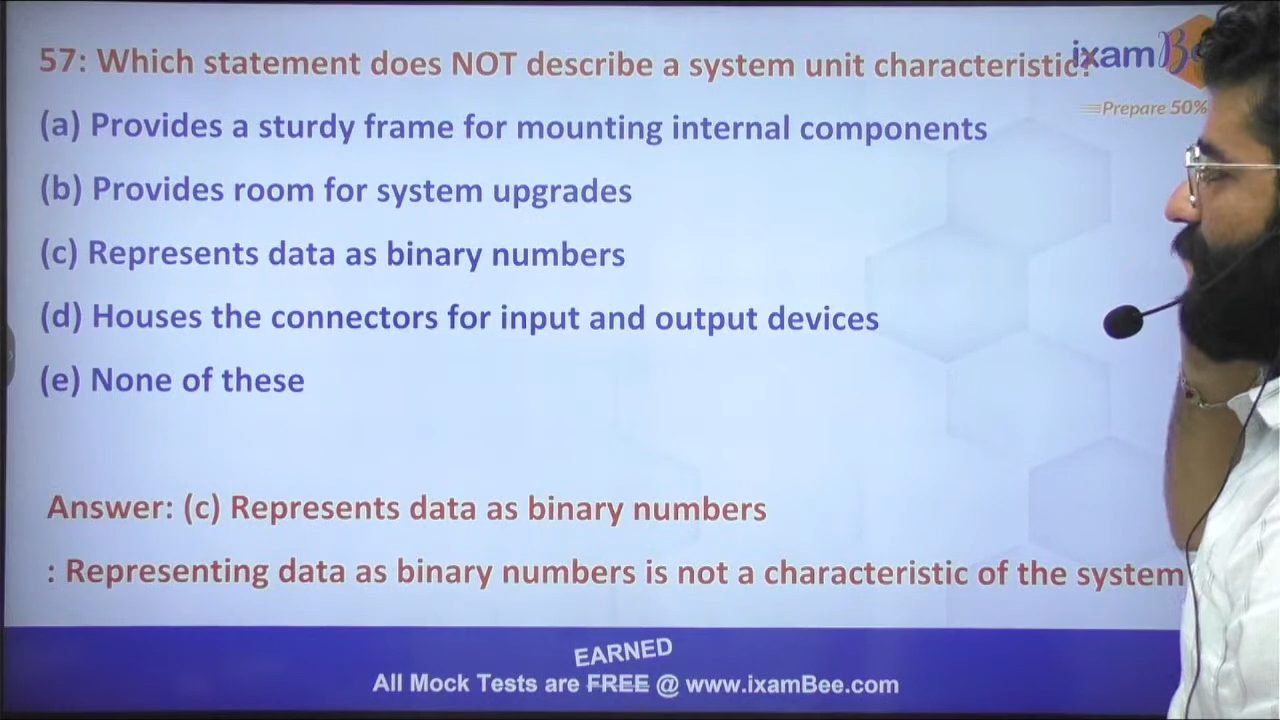 57: Which statement does NOT describe a system unit characteristic?
ixamBe
Prepare 50%
(a) Provides a sturdy frame for mounting internal components
(b) Provides room for system upgrades
(c) Represents data as binary numbers
(d) Houses the connectors for input and output devices
(e) None of these
Answer: (c) Represents data as binary numbers
: Representing data as binary numbers is not a characteristic of the system
EARNED
All Mock Tests are FREE @ www.ixamBee.com